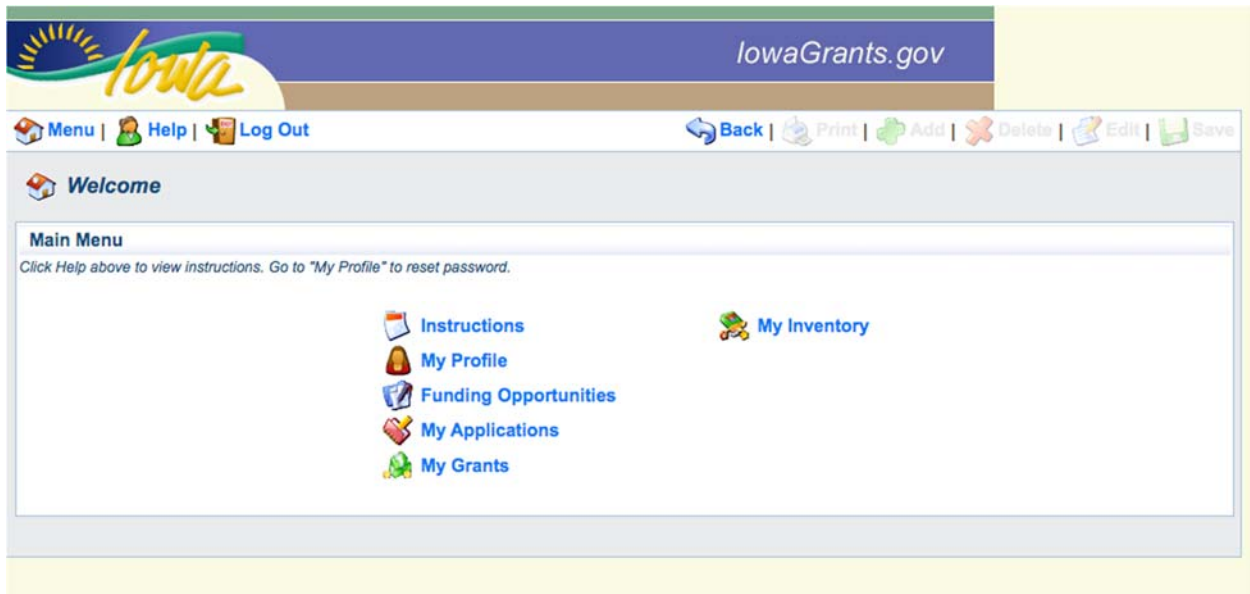 Iowa
IowaGrants.gov
Menu | Help | Log Out
Back | Print | Add | Delete | Edit | Save
Welcome
Main Menu
Click Help above to view instructions. Go to "My Profile" to reset password.
Instructions
My Inventory
My Profile
Funding Opportunities
My Applications
My Grants